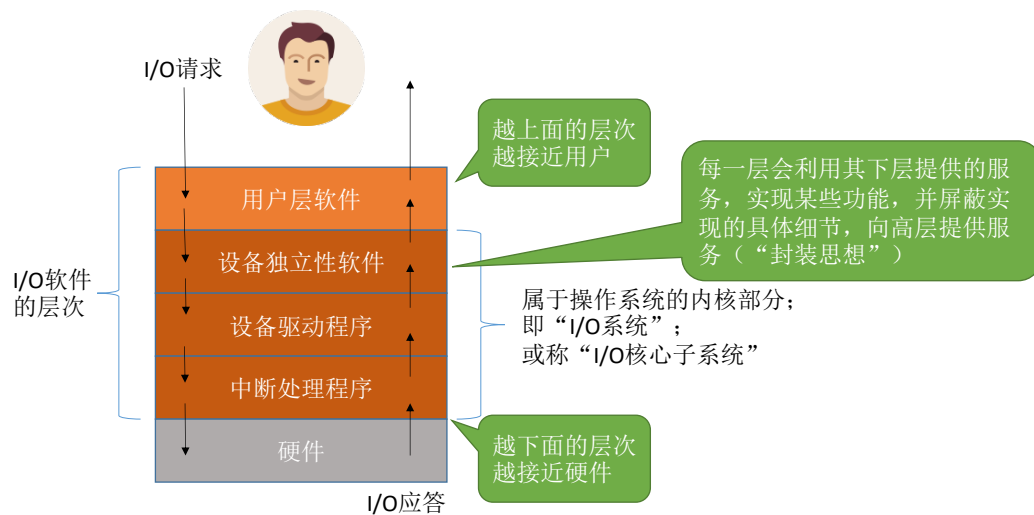 I/O请求
越上面的层次
越接近用户
每一层会利用其下层提供的服
务，实现某些功能，并屏蔽实
现的具体细节，向高层提供服
务（“封装思想”）
用户层软件
设备独立性软件
I/O软件
的层次
属于操作系统的内核部分；
即“I/O系统”；
或称“I/O核心子系统”
设备驱动程序
中断处理程序
硬件
越下面的层次
越接近硬件
I/O应答